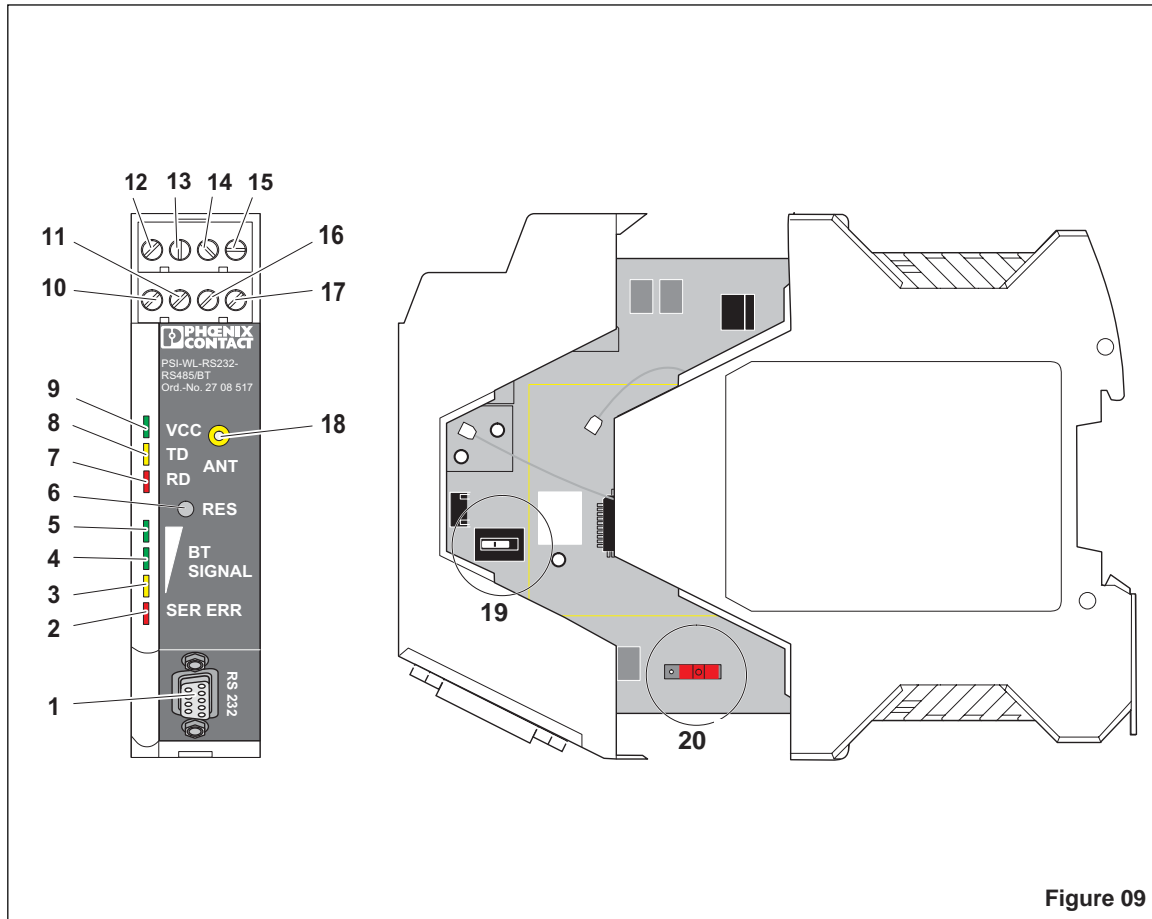 12 13 14 15
11 16
10 17
PHŒNIX
CONTACT
PSI-WL-RS232-
RS485/BT
Ord.-No. 27 08 517
9 VCC 18
8 TD
ANT
7 RD
6 RES
5
4 BT
SIGNAL
3
2 SER ERR
1 RS 232
19
20
Figure 09